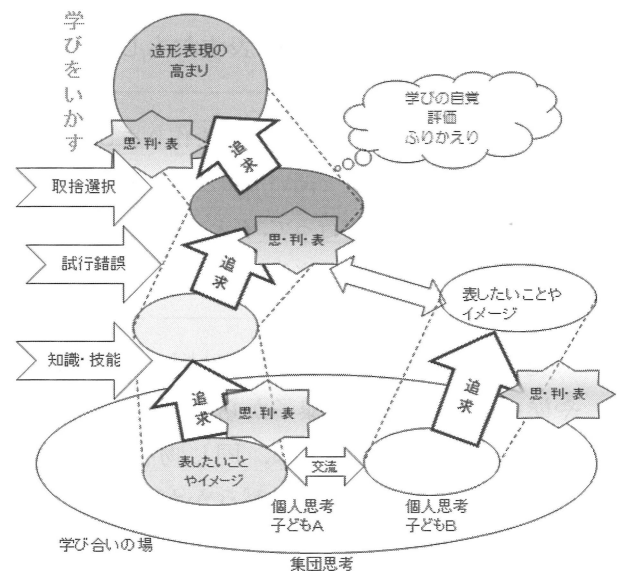 学びをいかす
造形表現の
高まり
学びの自覚
評価
ふりかえり
思・判・表
追求
取捨選択
思・判・表
追求
試行錯誤
表したいことや
イメージ
知識・技能
追求
思・判・表
追求
思・判・表
表したいこと
やイメージ
交流
個人思考
子どもA
個人思考
子どもB
学び合いの場
集団思考